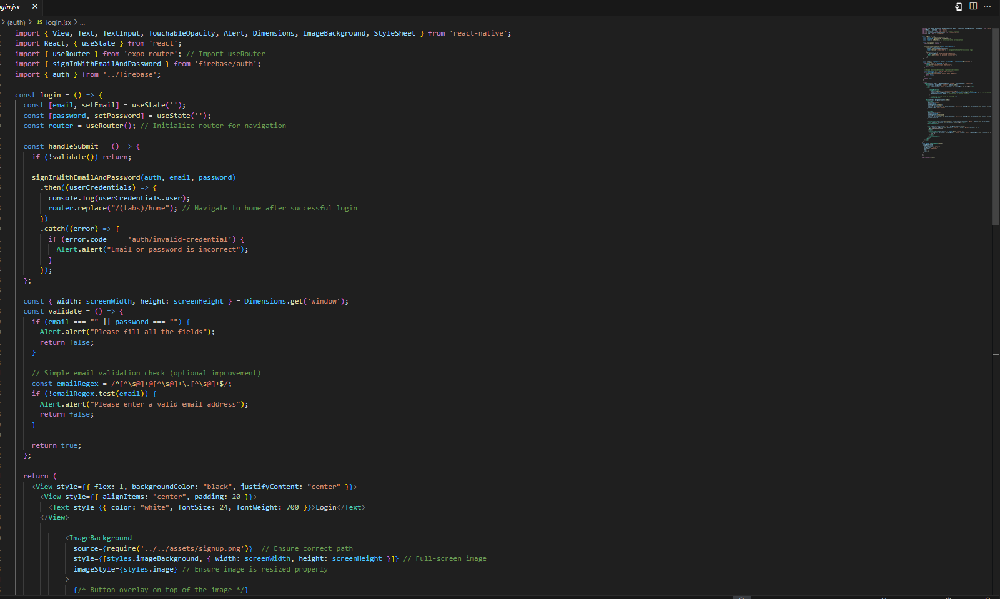 gin.jsx ×
> (auth) > JS login.jsx > ...
import { View, Text, TextInput, TouchableOpacity, Alert, Dimensions, ImageBackground, StyleSheet } from 'react-native';
import React, { useState } from 'react';
import { useRouter } from 'expo-router'; // Import useRouter
import { signInWithEmailAndPassword } from 'firebase/auth';
import { auth } from '../firebase';
const login = () => {
const [email, setEmail] = useState('');
const [password, setPassword] = useState('');
const router = useRouter(); // Initialize router for navigation
const handleSubmit = () => {
if (!validate()) return;
signInWithEmailAndPassword(auth, email, password)
.then((userCredentials) => {
console.log(userCredentials.user);
router.replace("/(tabs)/home"); // Navigate to home after successful login
})
.catch((error) => {
if (error.code === 'auth/invalid-credential') {
Alert.alert("Email or password is incorrect");
}
});
};
const { width: screenWidth, height: screenHeight } = Dimensions.get('window');
const validate = () => {
if (email === "" || password === "") {
Alert.alert("Please fill all the fields");
return false;
}
// Simple email validation check (optional improvement)
const emailRegex = /^[^\s@]+@[^\s@]+\.[^\s@]+$/;
if (!emailRegex.test(email)) {
Alert.alert("Please enter a valid email address");
return false;
}
return true;
};
return (
<View style={{ flex: 1, backgroundColor: "black", justifyContent: "center" }}>
<View style={{ alignItems: "center", padding: 20 }}>
<Text style={{ color: "white", fontSize: 24, fontWeight: 700 }}>Login</Text>
</View>
<ImageBackground
source={require('../../assets/signup.png')} // Ensure correct path
style={[styles.imageBackground, { width: screenWidth, height: screenHeight }]} // Full-screen image
imageStyle={styles.image} // Ensure image is resized properly
>
{/* Button overlay on top of the image */}